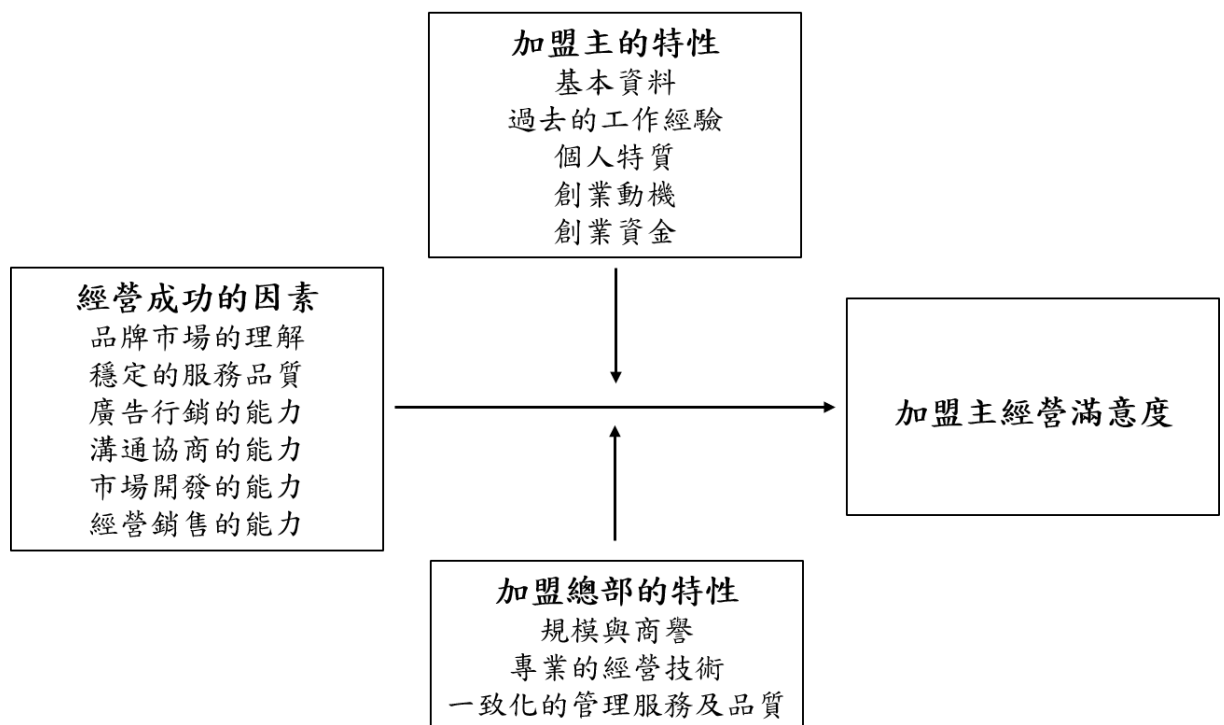 加盟主的特性
基本資料
過去的工作經驗
個人特質
創業動機
創業資金
經營成功的因素
品牌市場的理解
穩定的服務品質
廣告行銷的能力
溝通協商的能力
市場開發的能力
經營銷售的能力
加盟主經營滿意度
加盟總部的特性
規模與商譽
專業的經營技術
一致化的管理服務及品質